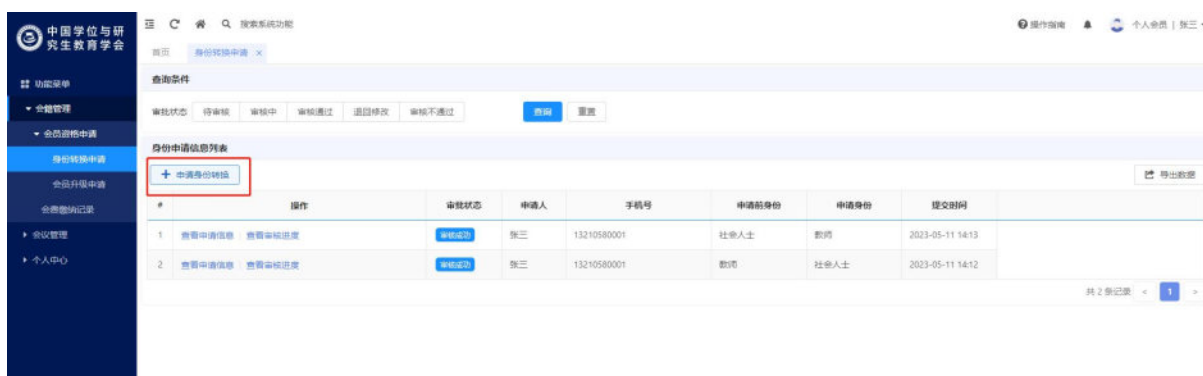 中国学位与研
究生教育学会
搜索系统功能
操作指南
个人会员 | 张三
首页
身份转换申请 ×
功能菜单
会籍管理
会员资格申请
身份转换申请
会员升级申请
会费缴纳记录
会议管理
个人中心
查询条件
审批状态 待审核 审核中 审核通过 退回修改 审核不通过 查询 重置
身份申请信息列表
+ 申请身份转换 导出数据
# 操作 审批状态 申请人 手机号 申请前身份 申请身份 提交时间
1 查看申请信息 查看审核进度 审核成功 张三 13210580001 社会人士 教师 2023-05-11 14:13
2 查看申请信息 查看审核进度 审核成功 张三 13210580001 教师 社会人士 2023-05-11 14:12
共 2 条记录 < 1 >